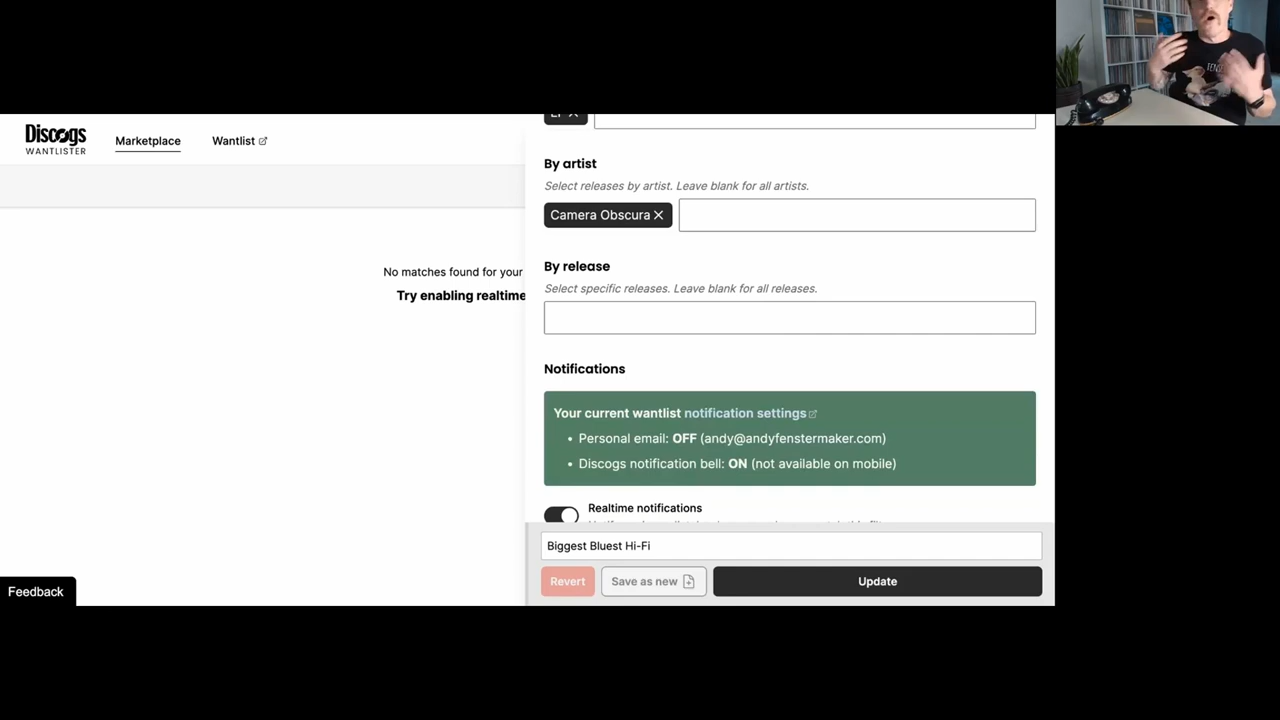 Discogs
WANTLISTER
Marketplace
Wantlist
No matches found for your
Try enabling realtime
By artist
Select releases by artist. Leave blank for all artists.
Camera Obscura
By release
Select specific releases. Leave blank for all releases.
Notifications
Your current wantlist notification settings
• Personal email: OFF (andy@andyfenstermaker.com)
• Discogs notification bell: ON (not available on mobile)
Realtime notifications
Biggest Bluest Hi-Fi
Revert
Save as new
Update
Feedback